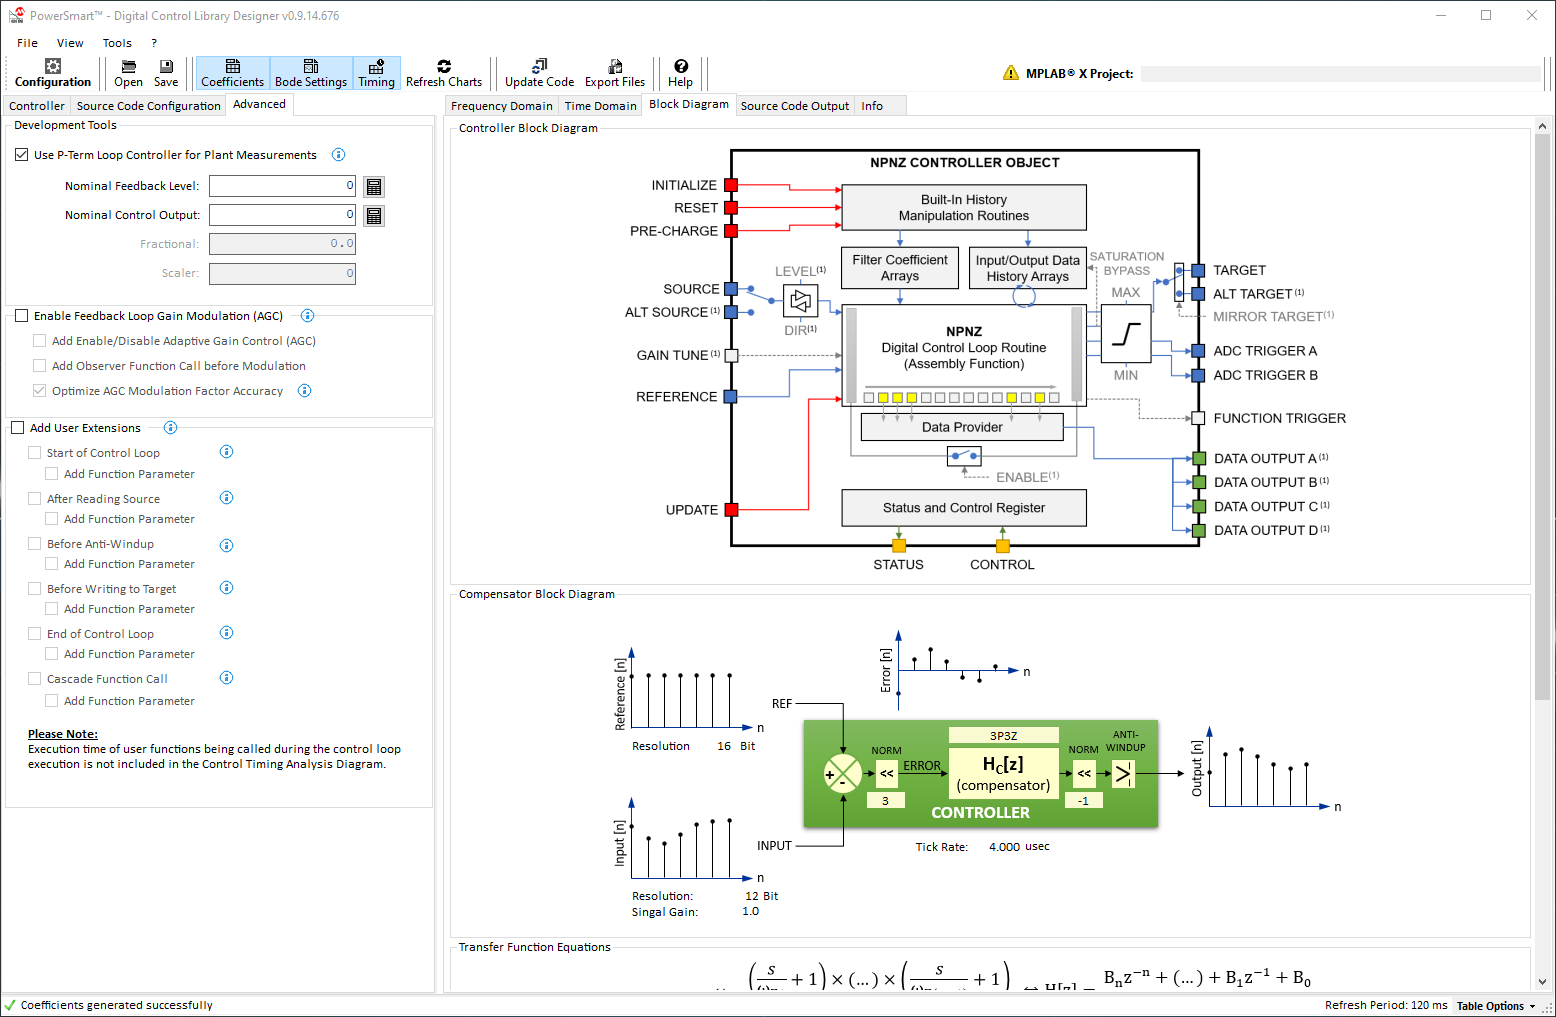 PowerSmart™ - Digital Control Library Designer v0.9.14.676
File View Tools ?
Configuration Open Save Coefficients Bode Settings Timing Refresh Charts Update Code Export Files Help MPLAB® X Project:
Controller Source Code Configuration Advanced
Development Tools
Use P-Term Loop Controller for Plant Measurements
Nominal Feedback Level: 0
Nominal Control Output: 0
Fractional: 0.0
Scaler: 0
Enable Feedback Loop Gain Modulation (AGC)
Add Enable/Disable Adaptive Gain Control (AGC)
Add Observer Function Call before Modulation
Optimize AGC Modulation Factor Accuracy
Add User Extensions
Start of Control Loop
Add Function Parameter
After Reading Source
Add Function Parameter
Before Anti-Windup
Add Function Parameter
Before Writing to Target
Add Function Parameter
End of Control Loop
Add Function Parameter
Cascade Function Call
Add Function Parameter
Please Note:
Execution time of user functions being called during the control loop
execution is not included in the Control Timing Analysis Diagram.
Frequency Domain Time Domain Block Diagram Source Code Output Info
Controller Block Diagram
NPNZ CONTROLLER OBJECT
INITIALIZE
RESET
PRE-CHARGE
Built-In History
Manipulation Routines
Filter Coefficient
Arrays
Input/Output Data
History Arrays
SATURATION
BYPASS
LEVEL(1)
SOURCE
ALT SOURCE(1)
DIR(1)
GAIN TUNE(1)
REFERENCE
NPNZ
Digital Control Loop Routine
(Assembly Function)
MAX
MIN
TARGET
ALT TARGET(1)
MIRROR TARGET(1)
ADC TRIGGER A
ADC TRIGGER B
FUNCTION TRIGGER
Data Provider
ENABLE(1)
DATA OUTPUT A(1)
DATA OUTPUT B(1)
DATA OUTPUT C(1)
DATA OUTPUT D(1)
UPDATE
Status and Control Register
STATUS
CONTROL
Compensator Block Diagram
Reference [n]
n
Resolution 16 Bit
Error [n]
n
REF
3P3Z
NORM
<<
3
ERROR
HC[z]
(compensator)
NORM
<<
-1
ANTI-
WINDUP
+
-
CONTROLLER
Output [n]
n
Input [n]
n
INPUT
Tick Rate: 4.000 usec
Resolution: 12 Bit
Singal Gain: 1.0
Transfer Function Equations
(s + 1) × (…) × (s + 1) ⇔ H[z] = Bnz⁻ⁿ + (…) + B1z⁻¹ + B0
Coefficients generated successfully
Refresh Period: 120 ms Table Options